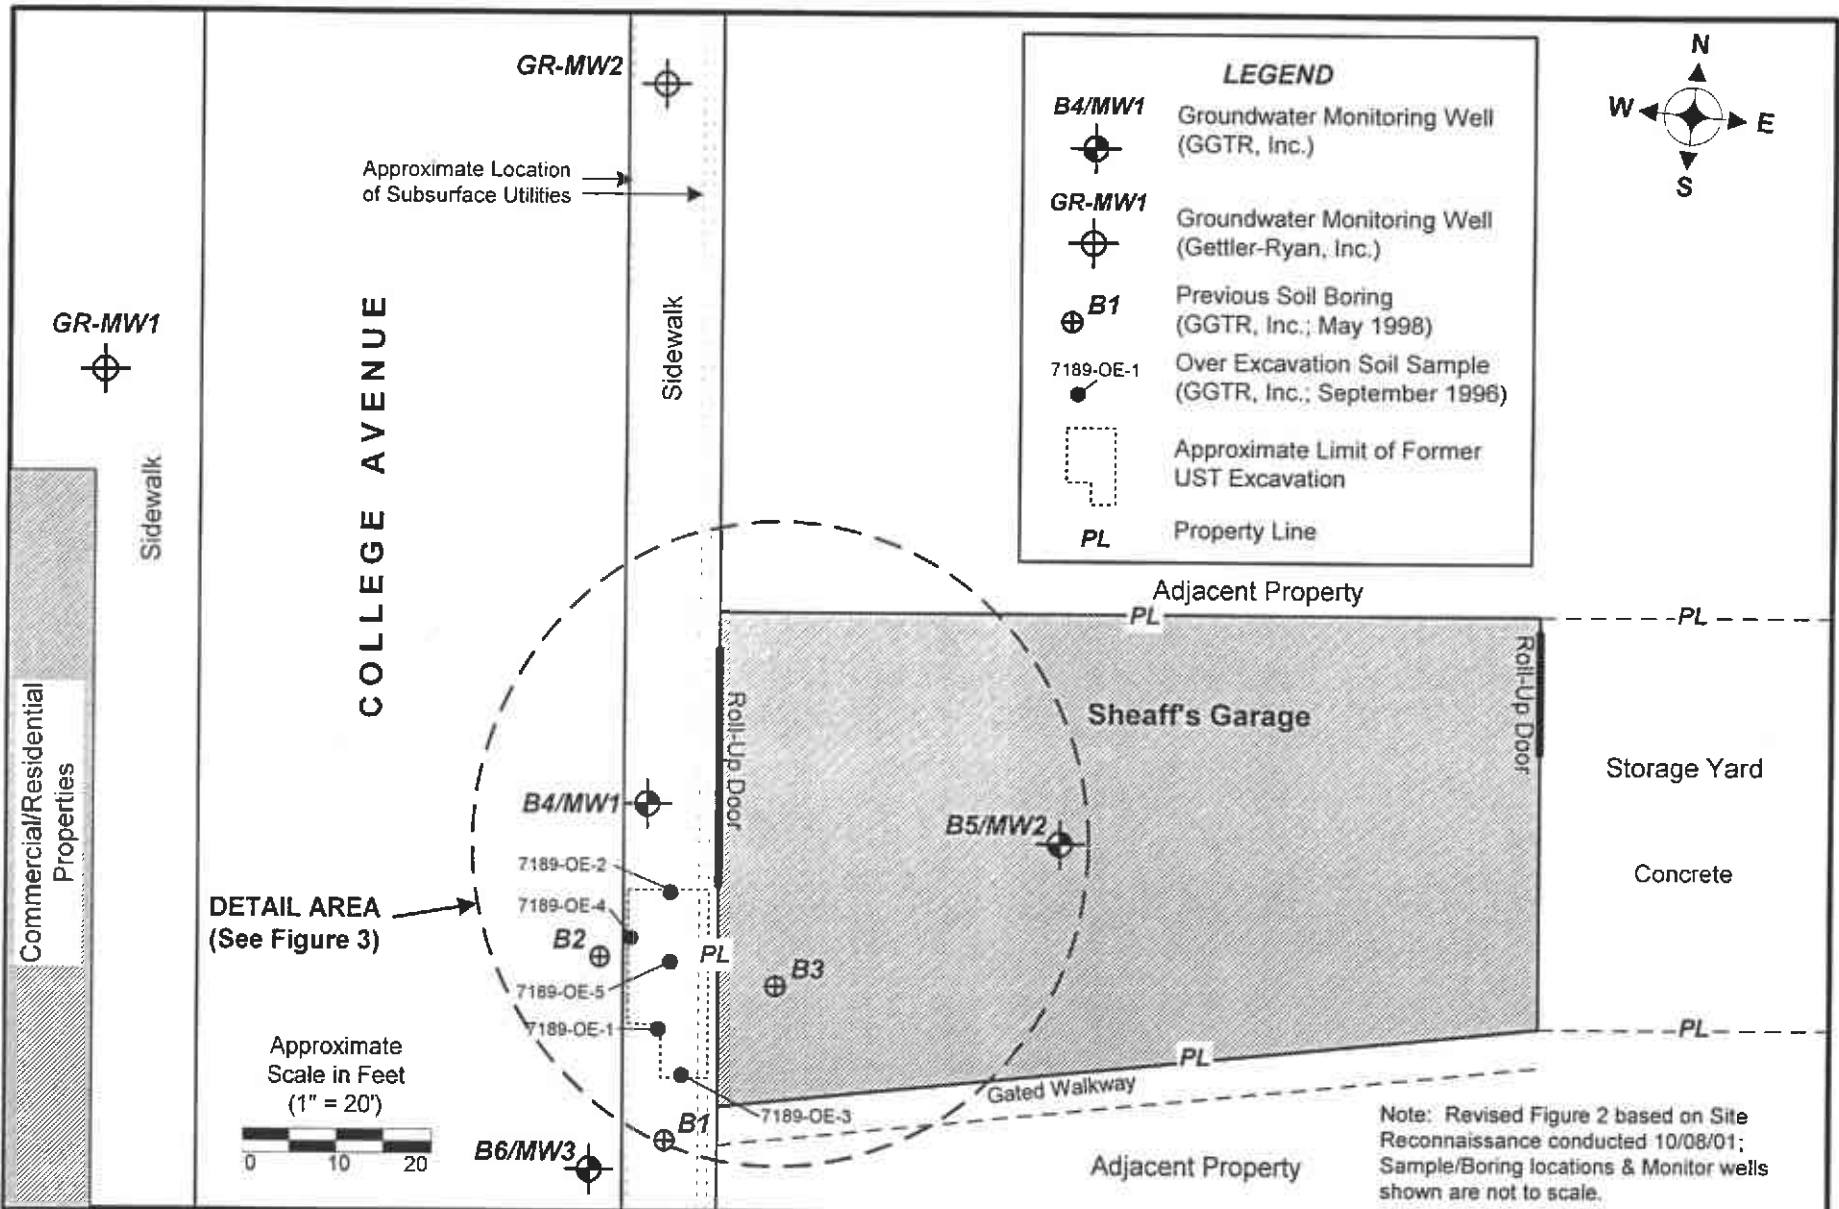 GR-MW2
Approximate Location
of Subsurface Utilities
GR-MW1
Sidewalk
COLLEGE AVENUE
Sidewalk
Commercial/Residential
Properties
LEGEND
B4/MW1
Groundwater Monitoring Well
(GGTR, Inc.)
GR-MW1
Groundwater Monitoring Well
(Gettler-Ryan, Inc.)
B1
Previous Soil Boring
(GGTR, Inc.; May 1998)
7189-OE-1
Over Excavation Soil Sample
(GGTR, Inc.; September 1996)
Approximate Limit of Former
UST Excavation
PL
Property Line
N
W
E
S
Adjacent Property
PL
PL
Roll-Up Door
Roll-Up Door
Sheaff's Garage
Storage Yard
Concrete
B4/MW1
B5/MW2
7189-OE-2
7189-OE-4
B2
PL
B3
7189-OE-5
7189-OE-1
DETAIL AREA
(See Figure 3)
PL
PL
Gated Walkway
7189-OE-3
B1
B6/MW3
Approximate
Scale in Feet
(1" = 20')
0 10 20
Adjacent Property
Note: Revised Figure 2 based on Site
Reconnaissance conducted 10/08/01;
Sample/Boring locations & Monitor wells
shown are not to scale.